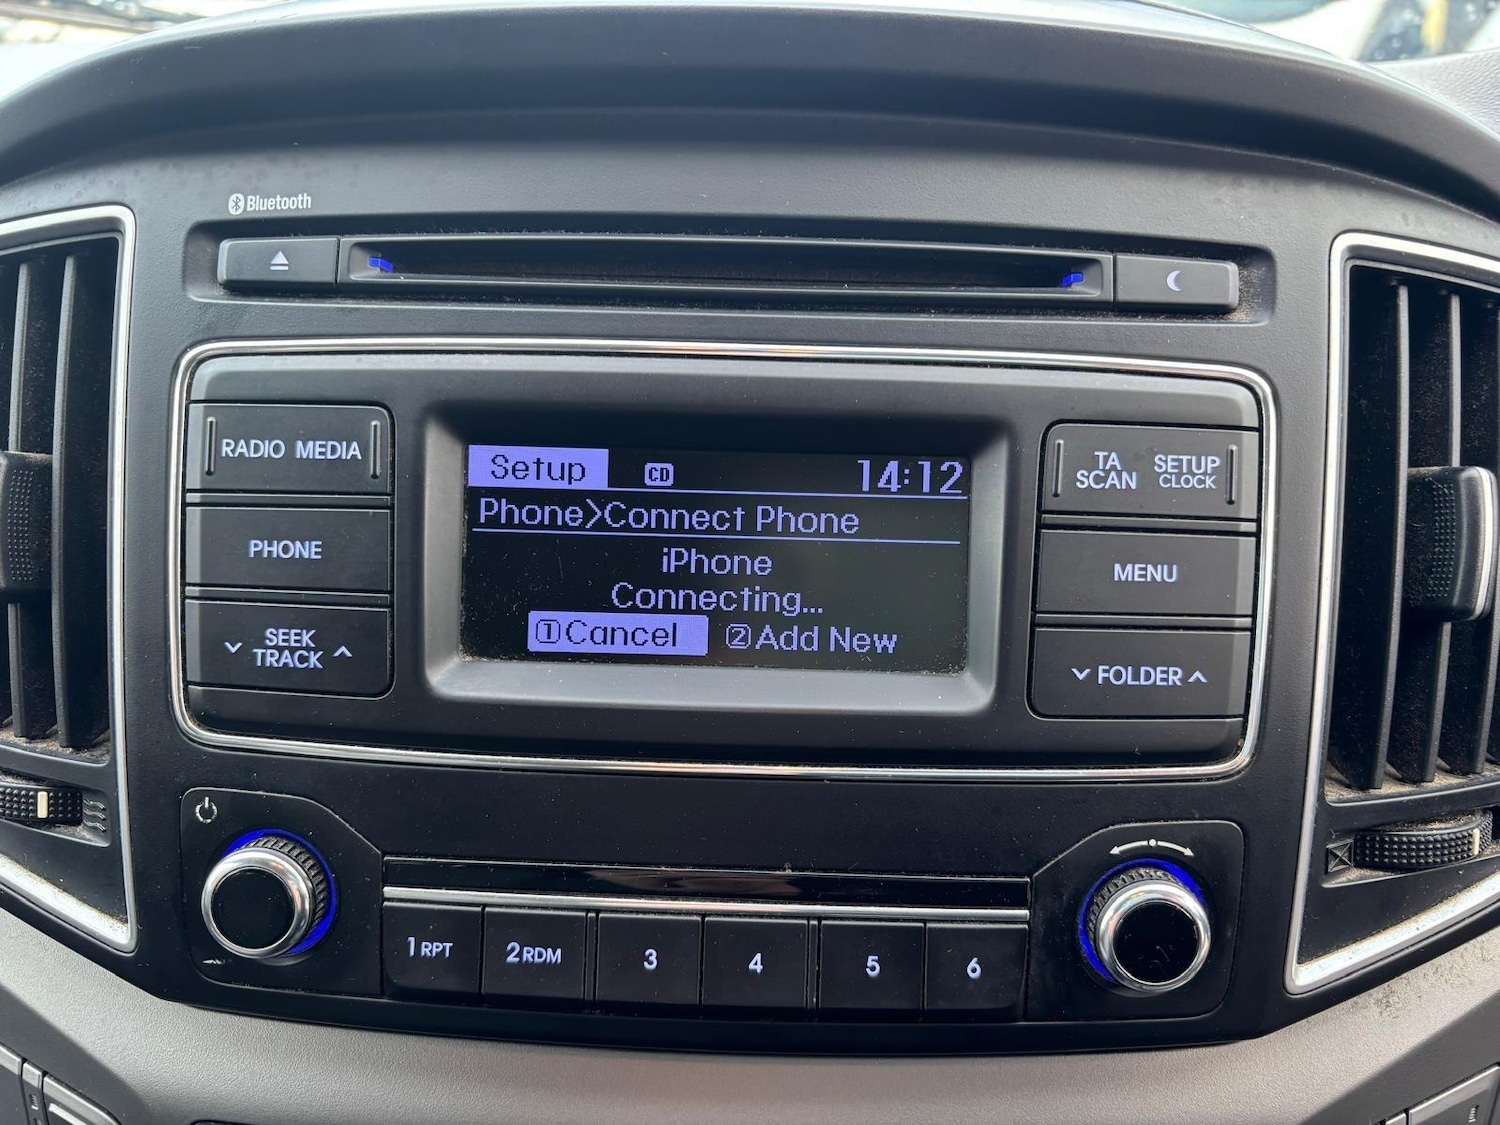 Bluetooth
RADIO MEDIA
PHONE
SEEK
TRACK
Setup CD 14:12
Phone>Connect Phone
iPhone
Connecting...
①Cancel ②Add New
TA
SCAN
SETUP
CLOCK
MENU
FOLDER
1 RPT 2 RDM 3 4 5 6